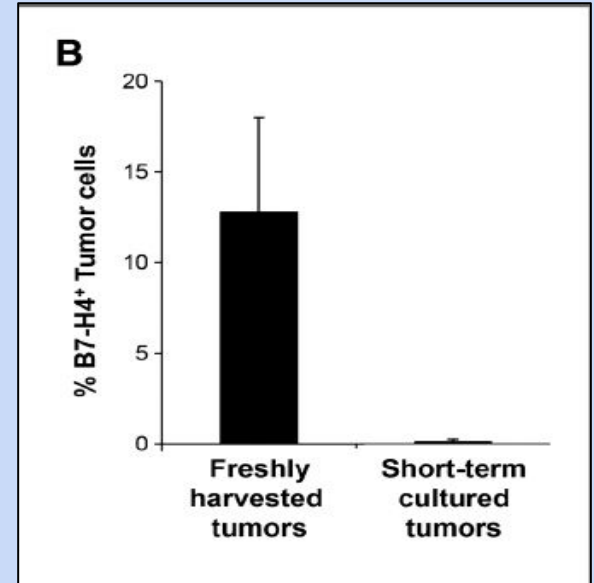 B
% B7-H4⁺ Tumor cells
20
15
10
5
0
Freshly
harvested
tumors
Short-term
cultured
tumors